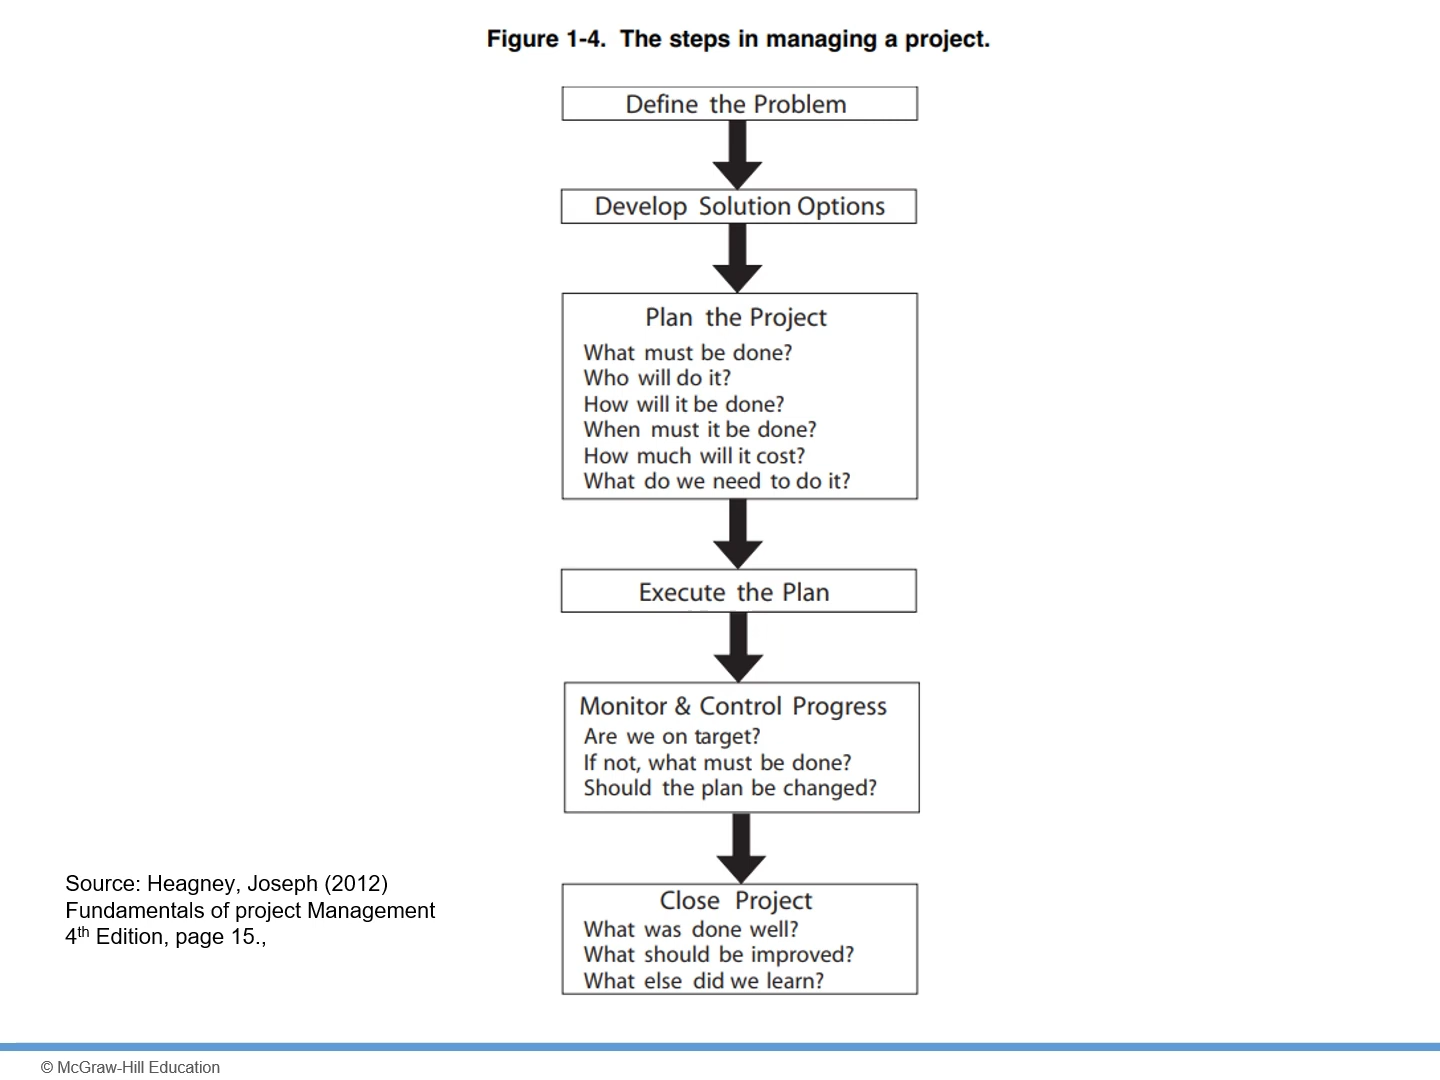 Figure 1-4. The steps in managing a project.
Define the Problem
Develop Solution Options
Plan the Project
What must be done?
Who will do it?
How will it be done?
When must it be done?
How much will it cost?
What do we need to do it?
Execute the Plan
Monitor & Control Progress
Are we on target?
If not, what must be done?
Should the plan be changed?
Close Project
What was done well?
What should be improved?
What else did we learn?
Source: Heagney, Joseph (2012)
Fundamentals of project Management
4th Edition, page 15.,
© McGraw-Hill Education